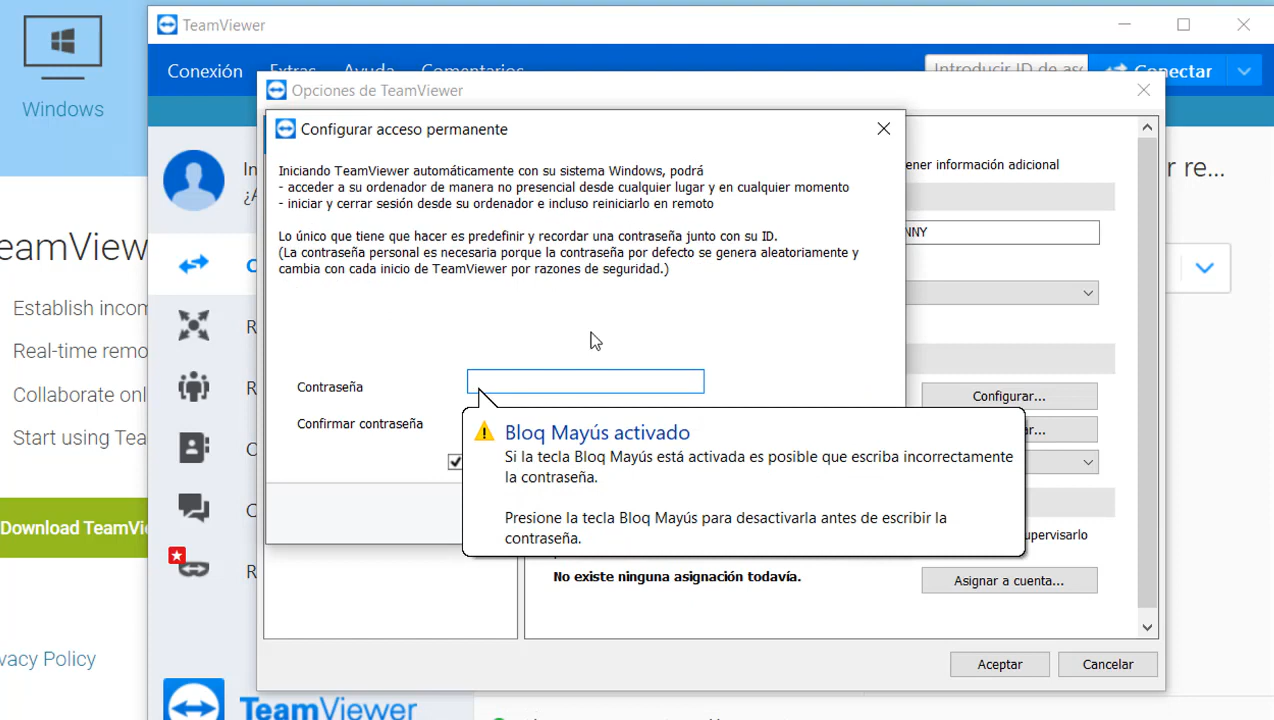 TeamViewer
Windows
Conexión Extras Ayuda Comentarios
Conectar
Opciones de TeamViewer
Configurar acceso permanente
Iniciando TeamViewer automáticamente con su sistema Windows, podrá
- acceder a su ordenador de manera no presencial desde cualquier lugar y en cualquier momento
- iniciar y cerrar sesión desde su ordenador e incluso reiniciarlo en remoto
Lo único que tiene que hacer es predefinir y recordar una contraseña junto con su ID.
(La contraseña personal es necesaria porque la contraseña por defecto se genera aleatoriamente y
cambia con cada inicio de TeamViewer por razones de seguridad.)
Contraseña
Confirmar contraseña
Bloq Mayús activado
Si la tecla Bloq Mayús está activada es posible que escriba incorrectamente
la contraseña.
Presione la tecla Bloq Mayús para desactivarla antes de escribir la
contraseña.
ener información adicional
NNY
r re...
Configurar...
ar...
upervisarlo
No existe ninguna asignación todavía.
Asignar a cuenta...
Aceptar
Cancelar
eamView
Establish incom
Real-time remo
Collaborate onl
Start using Tea
Download TeamVi
vacy Policy
TeamViewer